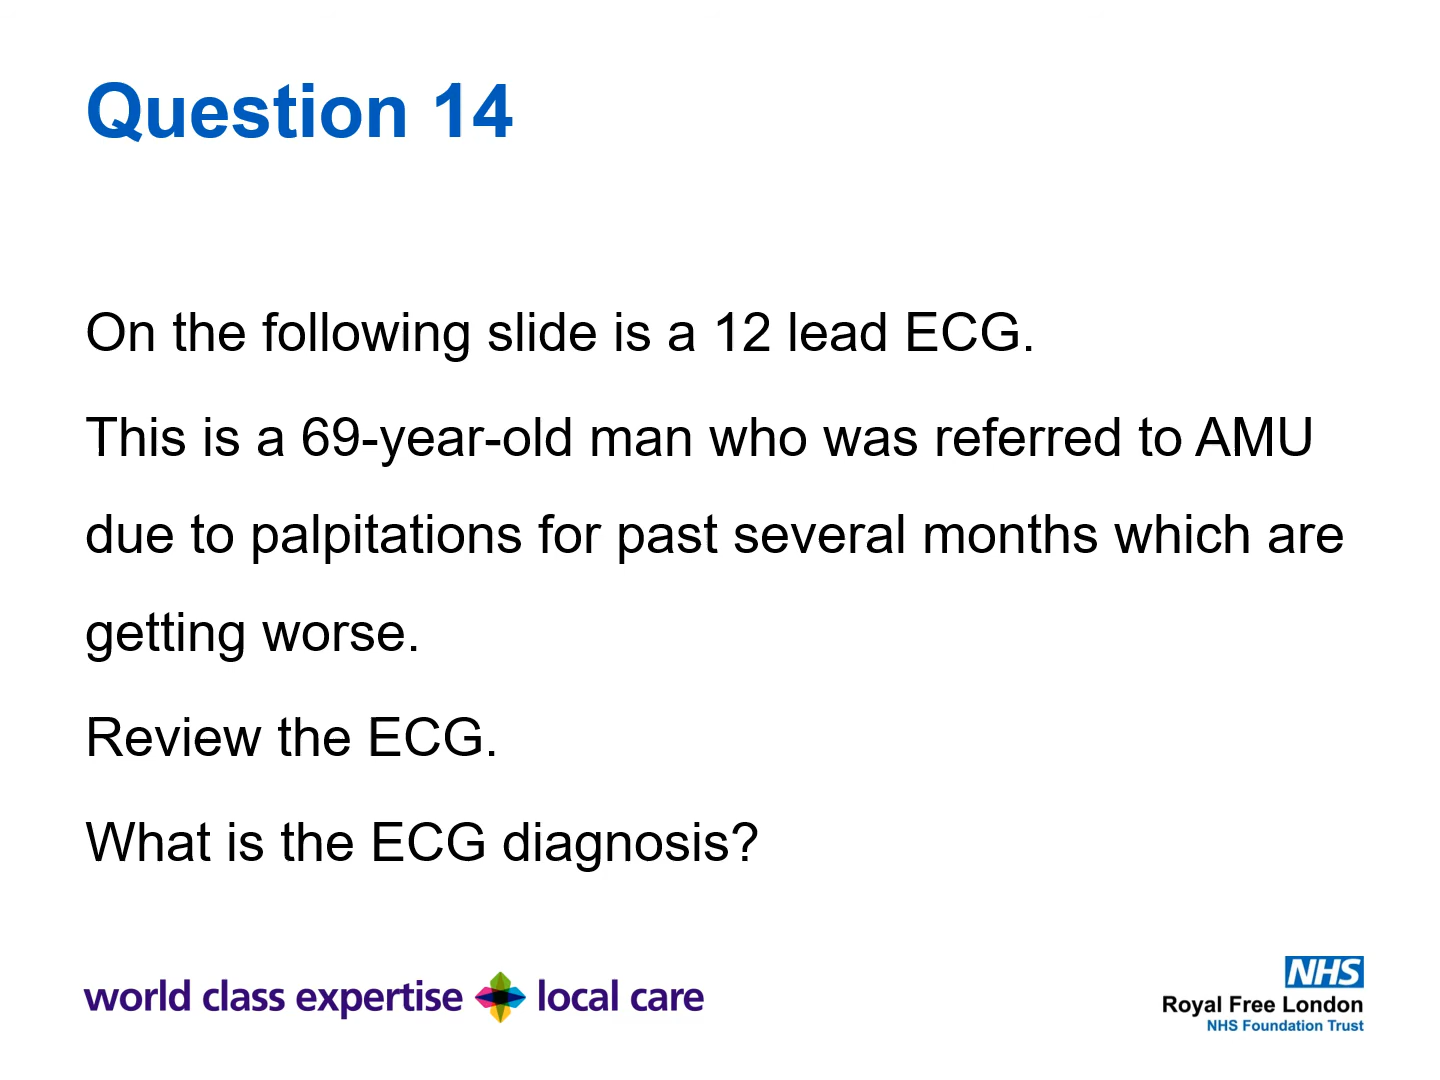 Question 14
On the following slide is a 12 lead ECG.
This is a 69-year-old man who was referred to AMU
due to palpitations for past several months which are
getting worse.
Review the ECG.
What is the ECG diagnosis?
world class expertise local care
NHS
Royal Free London
NHS Foundation Trust